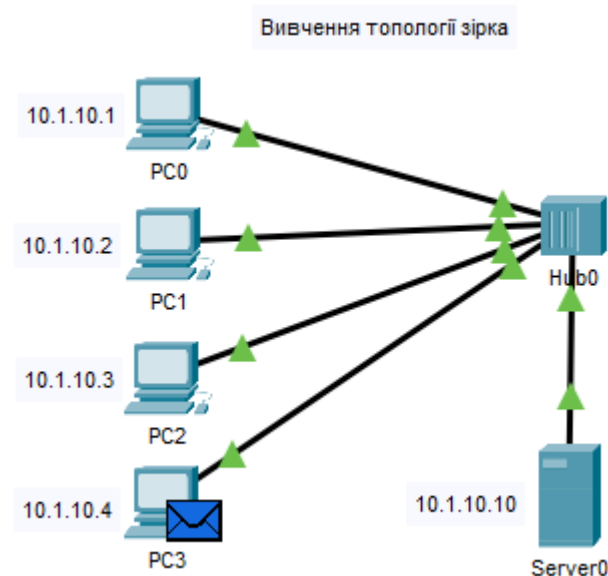 Вивчення топології зірка
10.1.10.1
PC0
10.1.10.2
PC1
Hub0
10.1.10.3
PC2
10.1.10.4
PC3
10.1.10.10
Server0